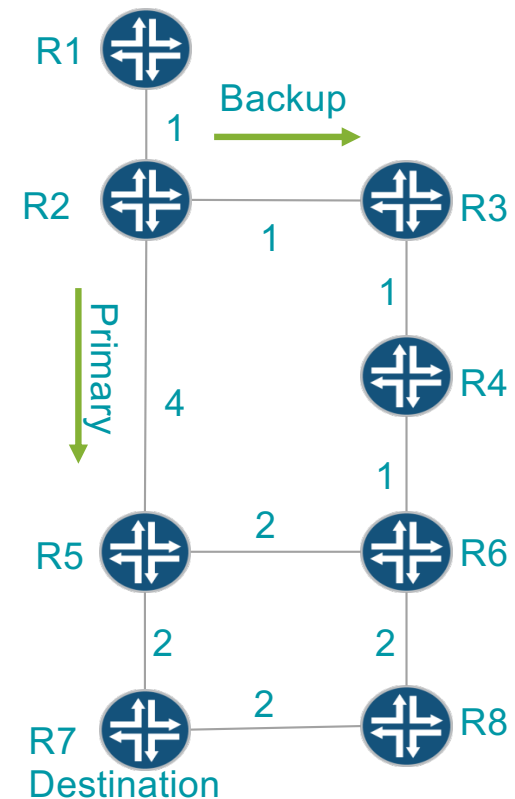 R1
Backup
1
R2
R3
1
1
Primary
4
R4
1
2
R5
R6
2
2
2
R7
R8
Destination